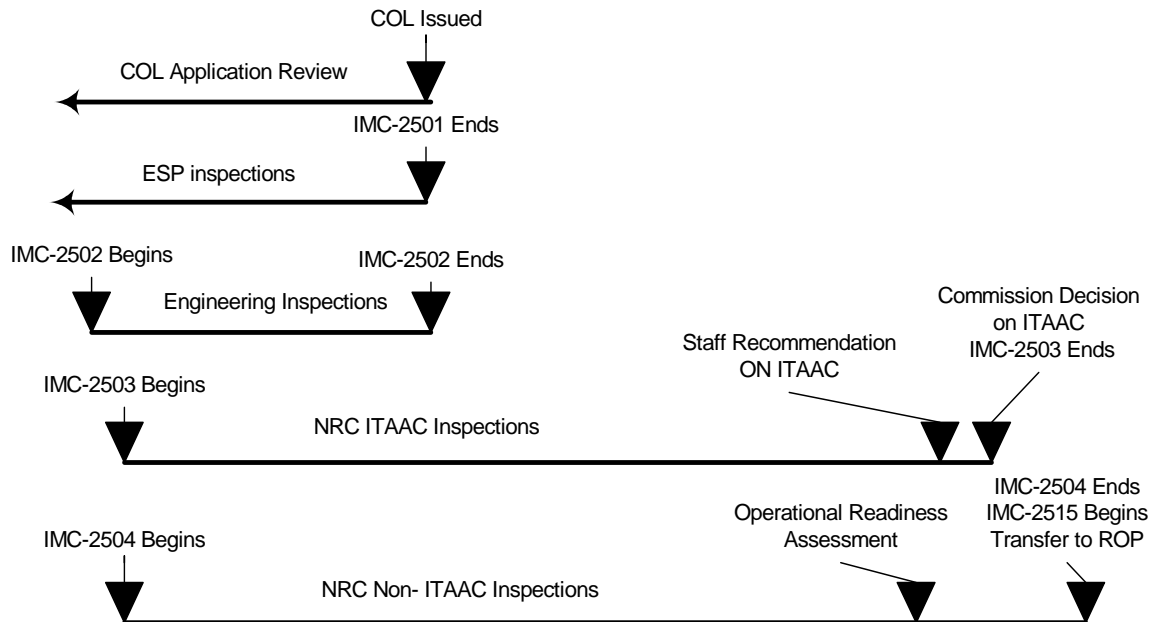 COL Issued
COL Application Review
IMC-2501 Ends
ESP inspections
IMC-2502 Begins
IMC-2502 Ends
Engineering Inspections
Commission Decision
on ITAAC
IMC-2503 Ends
Staff Recommendation
ON ITAAC
IMC-2503 Begins
NRC ITAAC Inspections
IMC-2504 Ends
IMC-2515 Begins
Transfer to ROP
Operational Readiness
Assessment
IMC-2504 Begins
NRC Non- ITAAC Inspections